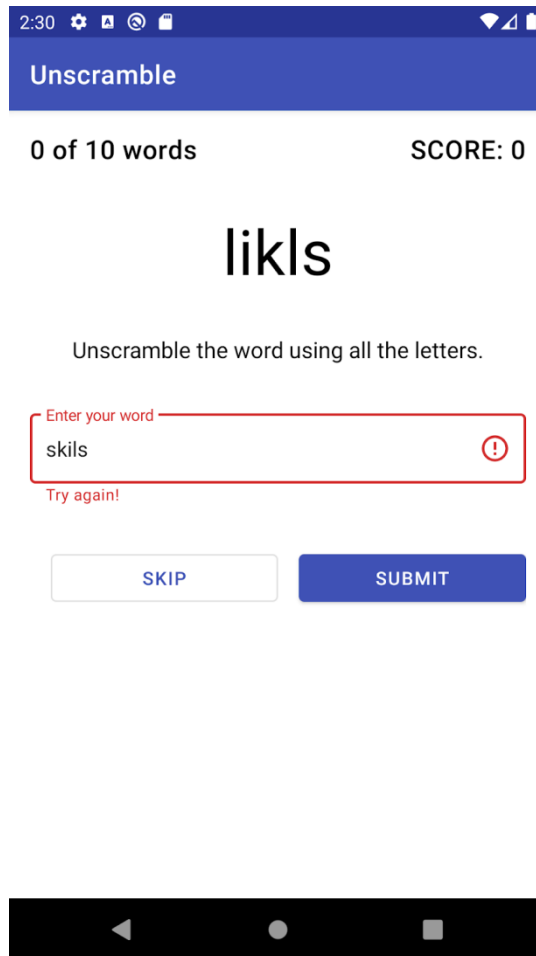 2:30
Unscramble
0 of 10 words SCORE: 0
likls
Unscramble the word using all the letters.
Enter your word
skils
Try again!
SKIP SUBMIT